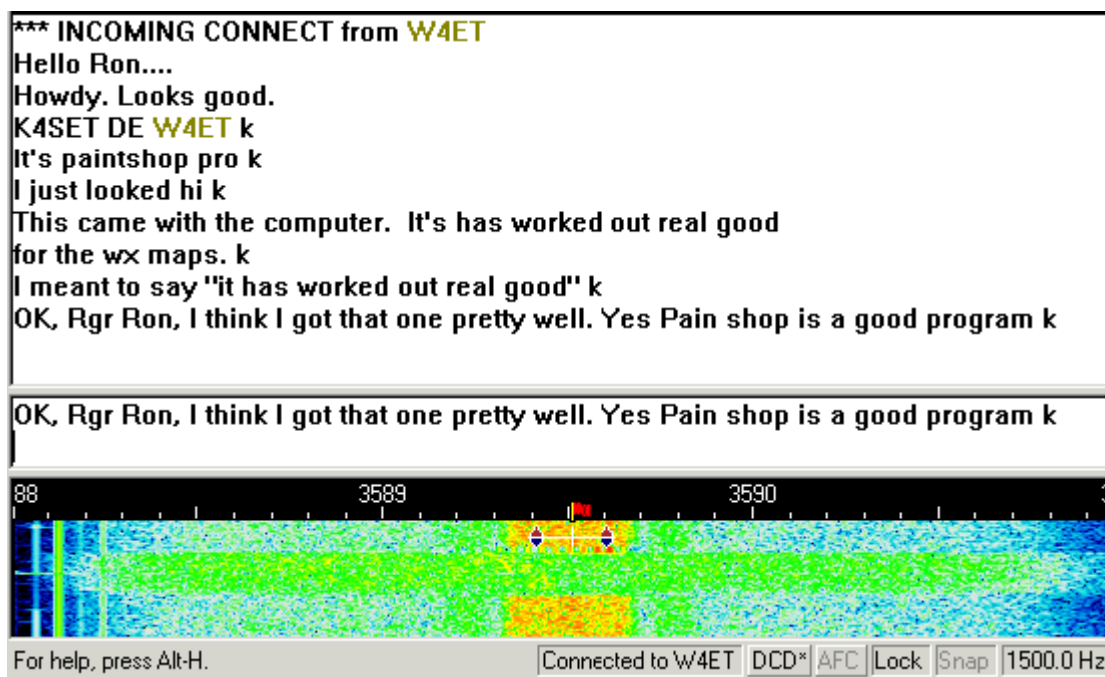 *** INCOMING CONNECT from W4ET
Hello Ron....
Howdy. Looks good.
K4SET DE W4ET k
It's paintshop pro k
I just looked hi k
This came with the computer.  It's has worked out real good
for the wx maps. k
I meant to say "it has worked out real good" k
OK, Rgr Ron, I think I got that one pretty well. Yes Pain shop is a good program k
OK, Rgr Ron, I think I got that one pretty well. Yes Pain shop is a good program k
88 3589 3590
For help, press Alt-H. Connected to W4ET DCD* AFC Lock Snap 1500.0 Hz